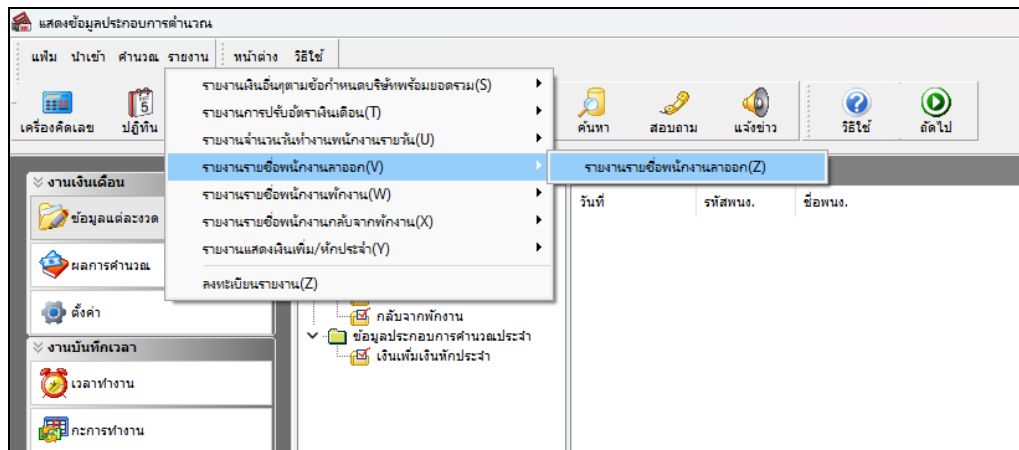 แสดงข้อมูลประกอบการคำนวณ
แฟ้ม นำเข้า คำนวณ รายงาน หน้าต่าง วิธีใช้
รายงานเงินอื่นๆตามข้อกำหนดบริษัทพร้อมยอดรวม(S)
รายงานการปรับอัตราเงินเดือน(T)
รายงานจำนวนวันทำงานพนักงานรายวัน(U)
รายงานรายชื่อพนักงานลาออก(V)
รายงานรายชื่อพนักงานพักงาน(W)
รายงานรายชื่อพนักงานกลับจากพักงาน(X)
รายงานแสดงเงินเพิ่ม/หักประจำ(Y)
ลงทะเบียนรายงาน(Z)
รายงานรายชื่อพนักงานลาออก(Z)
5
เครื่องคิดเลข ปฏิทิน ค้นหา สอบถาม แจ้งข่าว วิธีใช้ ถัดไป
งานเงินเดือน
ข้อมูลแต่ละงวด
ผลการคำนวณ
ตั้งค่า
งานบันทึกเวลา
เวลาทำงาน
กะการทำงาน
กลับจากพักงาน
ข้อมูลประกอบการคำนวณประจำ
เงินเพิ่มเงินหักประจำ
วันที่ รหัสพนง. ชื่อพนง.